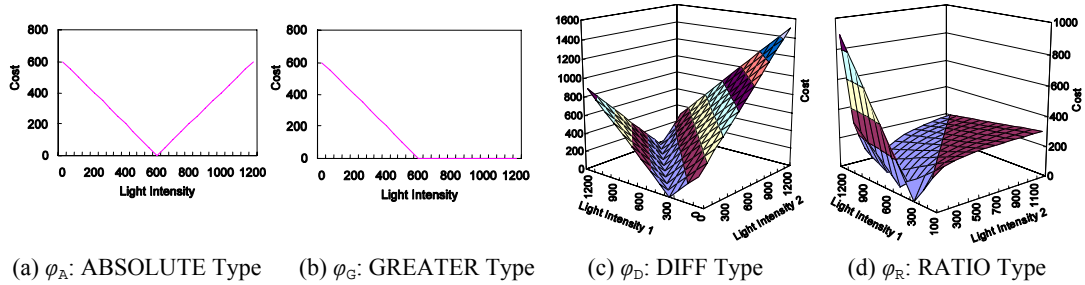 800
600
400
200
0
Cost
0 200 400 600 800 1000 1200
Light Intensity
800
600
400
200
0
Cost
0 200 400 600 800 1000 1200
Light Intensity
1600
1400
1200
1000
800
600
400
200
0
Cost
1200
900
600
300
0
Light Intensity 1
0
300
600
900
1200
Light Intensity 2
1000
800
600
400
200
0
Cost
1200
900
600
300
100
Light Intensity 1
300
500
700
900
1100
Light Intensity 2
(a) φA: ABSOLUTE Type
(b) φG: GREATER Type
(c) φD: DIFF Type
(d) φR: RATIO Type